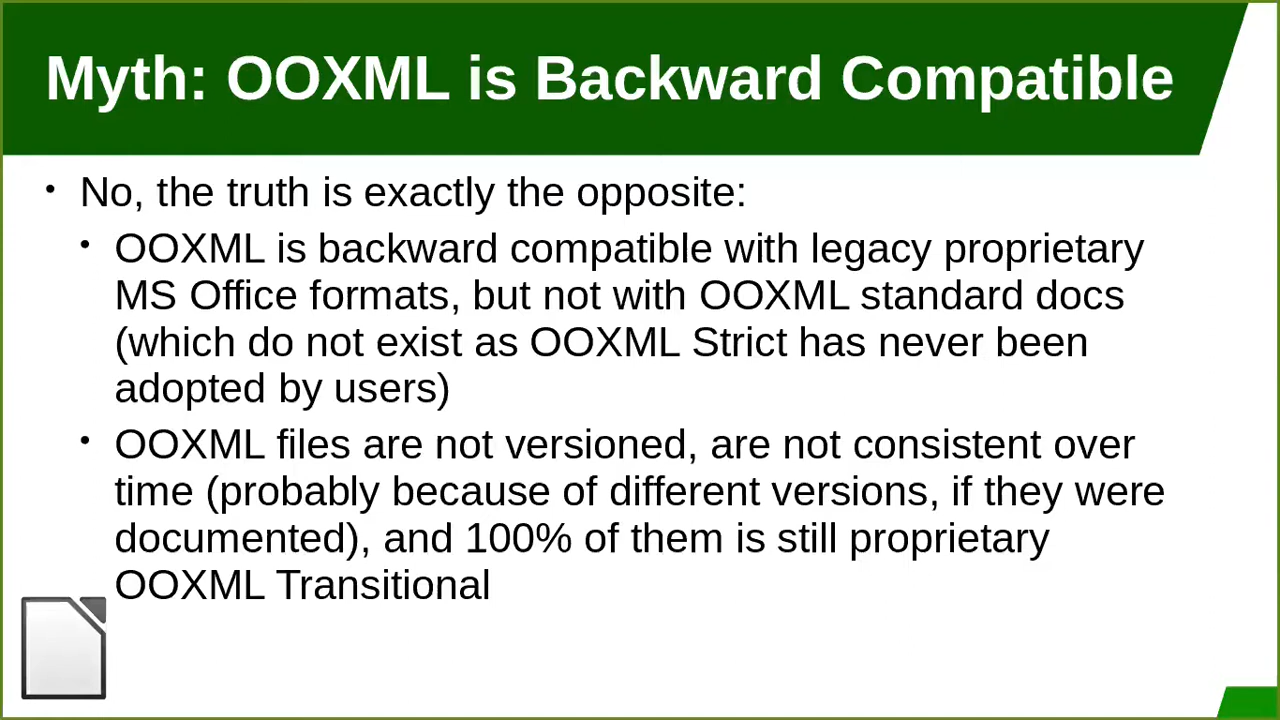 Myth: OOXML is Backward Compatible
• No, the truth is exactly the opposite:
• OOXML is backward compatible with legacy proprietary
MS Office formats, but not with OOXML standard docs
(which do not exist as OOXML Strict has never been
adopted by users)
• OOXML files are not versioned, are not consistent over
time (probably because of different versions, if they were
documented), and 100% of them is still proprietary
OOXML Transitional